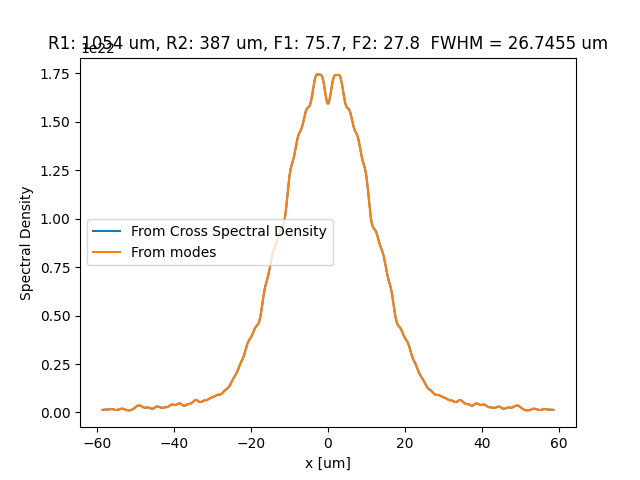 R1: 1054 um, R2: 387 um, F1: 75.7, F2: 27.8  FWHM = 26.7455 um
1e22
1.75
1.50
1.25
1.00
0.75
0.50
0.25
0.00
Spectral Density
From Cross Spectral Density
From modes
−60
−40
−20
0
20
40
60
x [um]